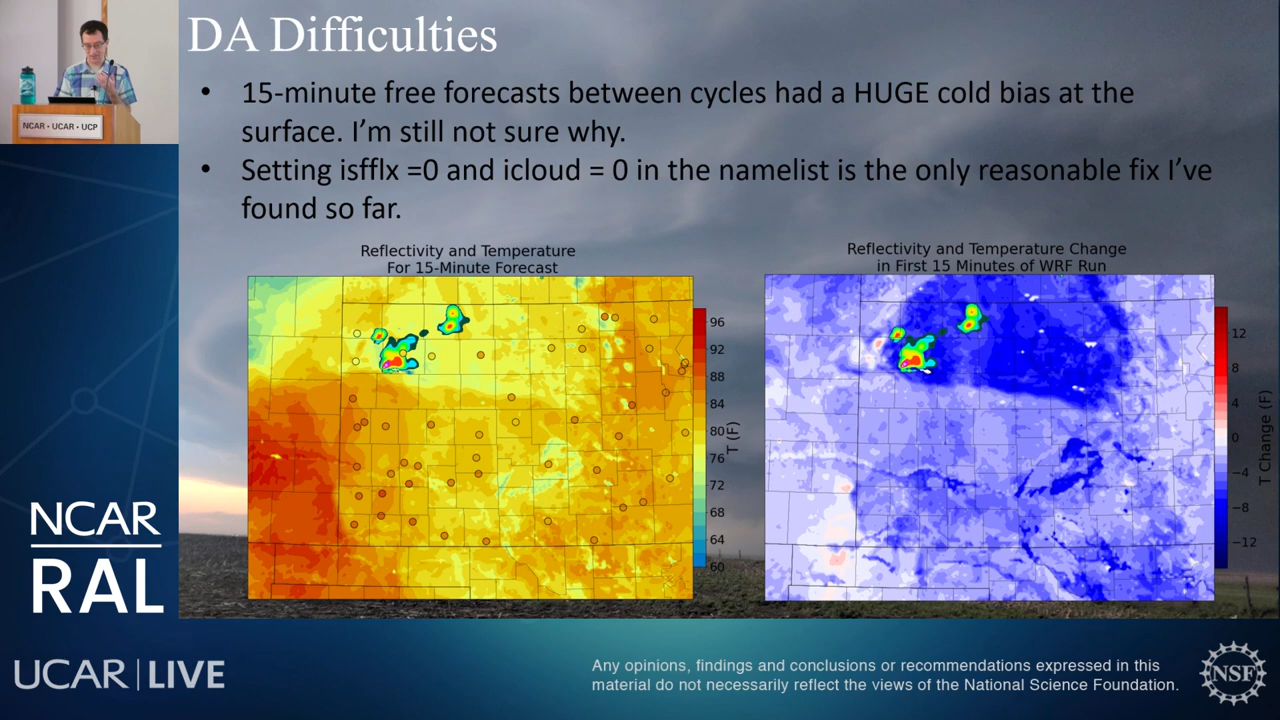 DA Difficulties
• 15-minute free forecasts between cycles had a HUGE cold bias at the
surface. I’m still not sure why.
• Setting isfflx =0 and icloud = 0 in the namelist is the only reasonable fix I’ve
found so far.
NCAR • UCAR • UCP
Reflectivity and Temperature
For 15-Minute Forecast
96
92
88
84
80
76
72
68
64
60
T (F)
Reflectivity and Temperature Change
in First 15 Minutes of WRF Run
12
8
4
0
−4
−8
−12
T Change (F)
NCAR
RAL
UCAR | LIVE
Any opinions, findings and conclusions or recommendations expressed in this
material do not necessarily reflect the views of the National Science Foundation.
NSF